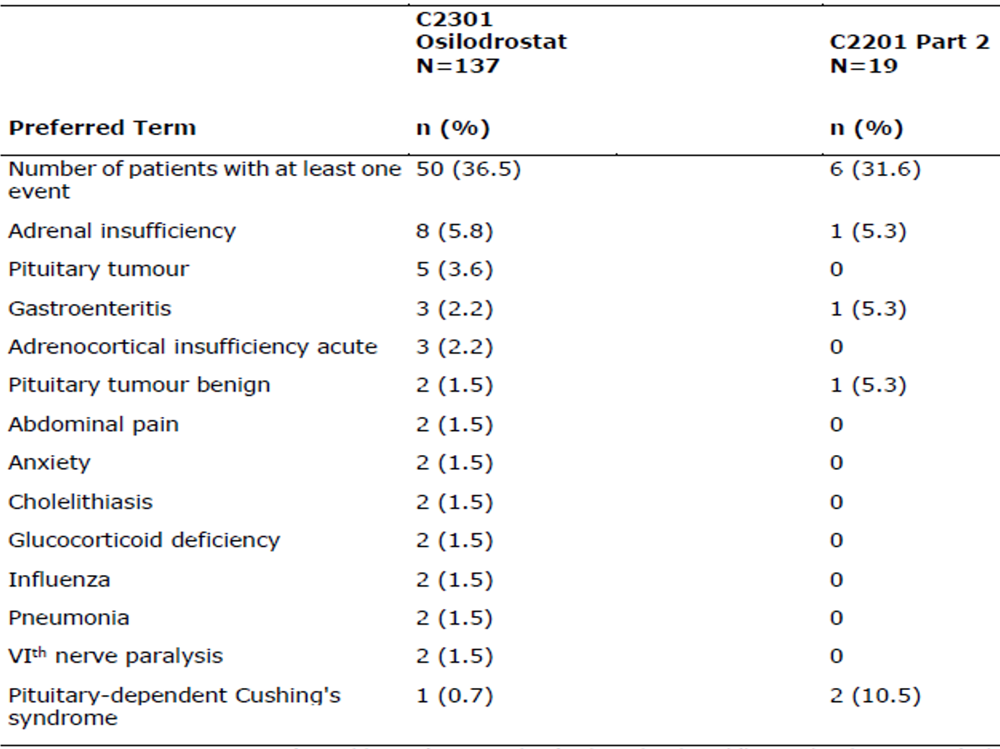 C2301
Osilodrostat C2201 Part 2
N=137 N=19
Preferred Term n (%) n (%)
Number of patients with at least one 50 (36.5) 6 (31.6)
event
Adrenal insufficiency 8 (5.8) 1 (5.3)
Pituitary tumour 5 (3.6) 0
Gastroenteritis 3 (2.2) 1 (5.3)
Adrenocortical insufficiency acute 3 (2.2) 0
Pituitary tumour benign 2 (1.5) 1 (5.3)
Abdominal pain 2 (1.5) 0
Anxiety 2 (1.5) 0
Cholelithiasis 2 (1.5) 0
Glucocorticoid deficiency 2 (1.5) 0
Influenza 2 (1.5) 0
Pneumonia 2 (1.5) 0
VIth nerve paralysis 2 (1.5) 0
Pituitary-dependent Cushing's 1 (0.7) 2 (10.5)
syndrome